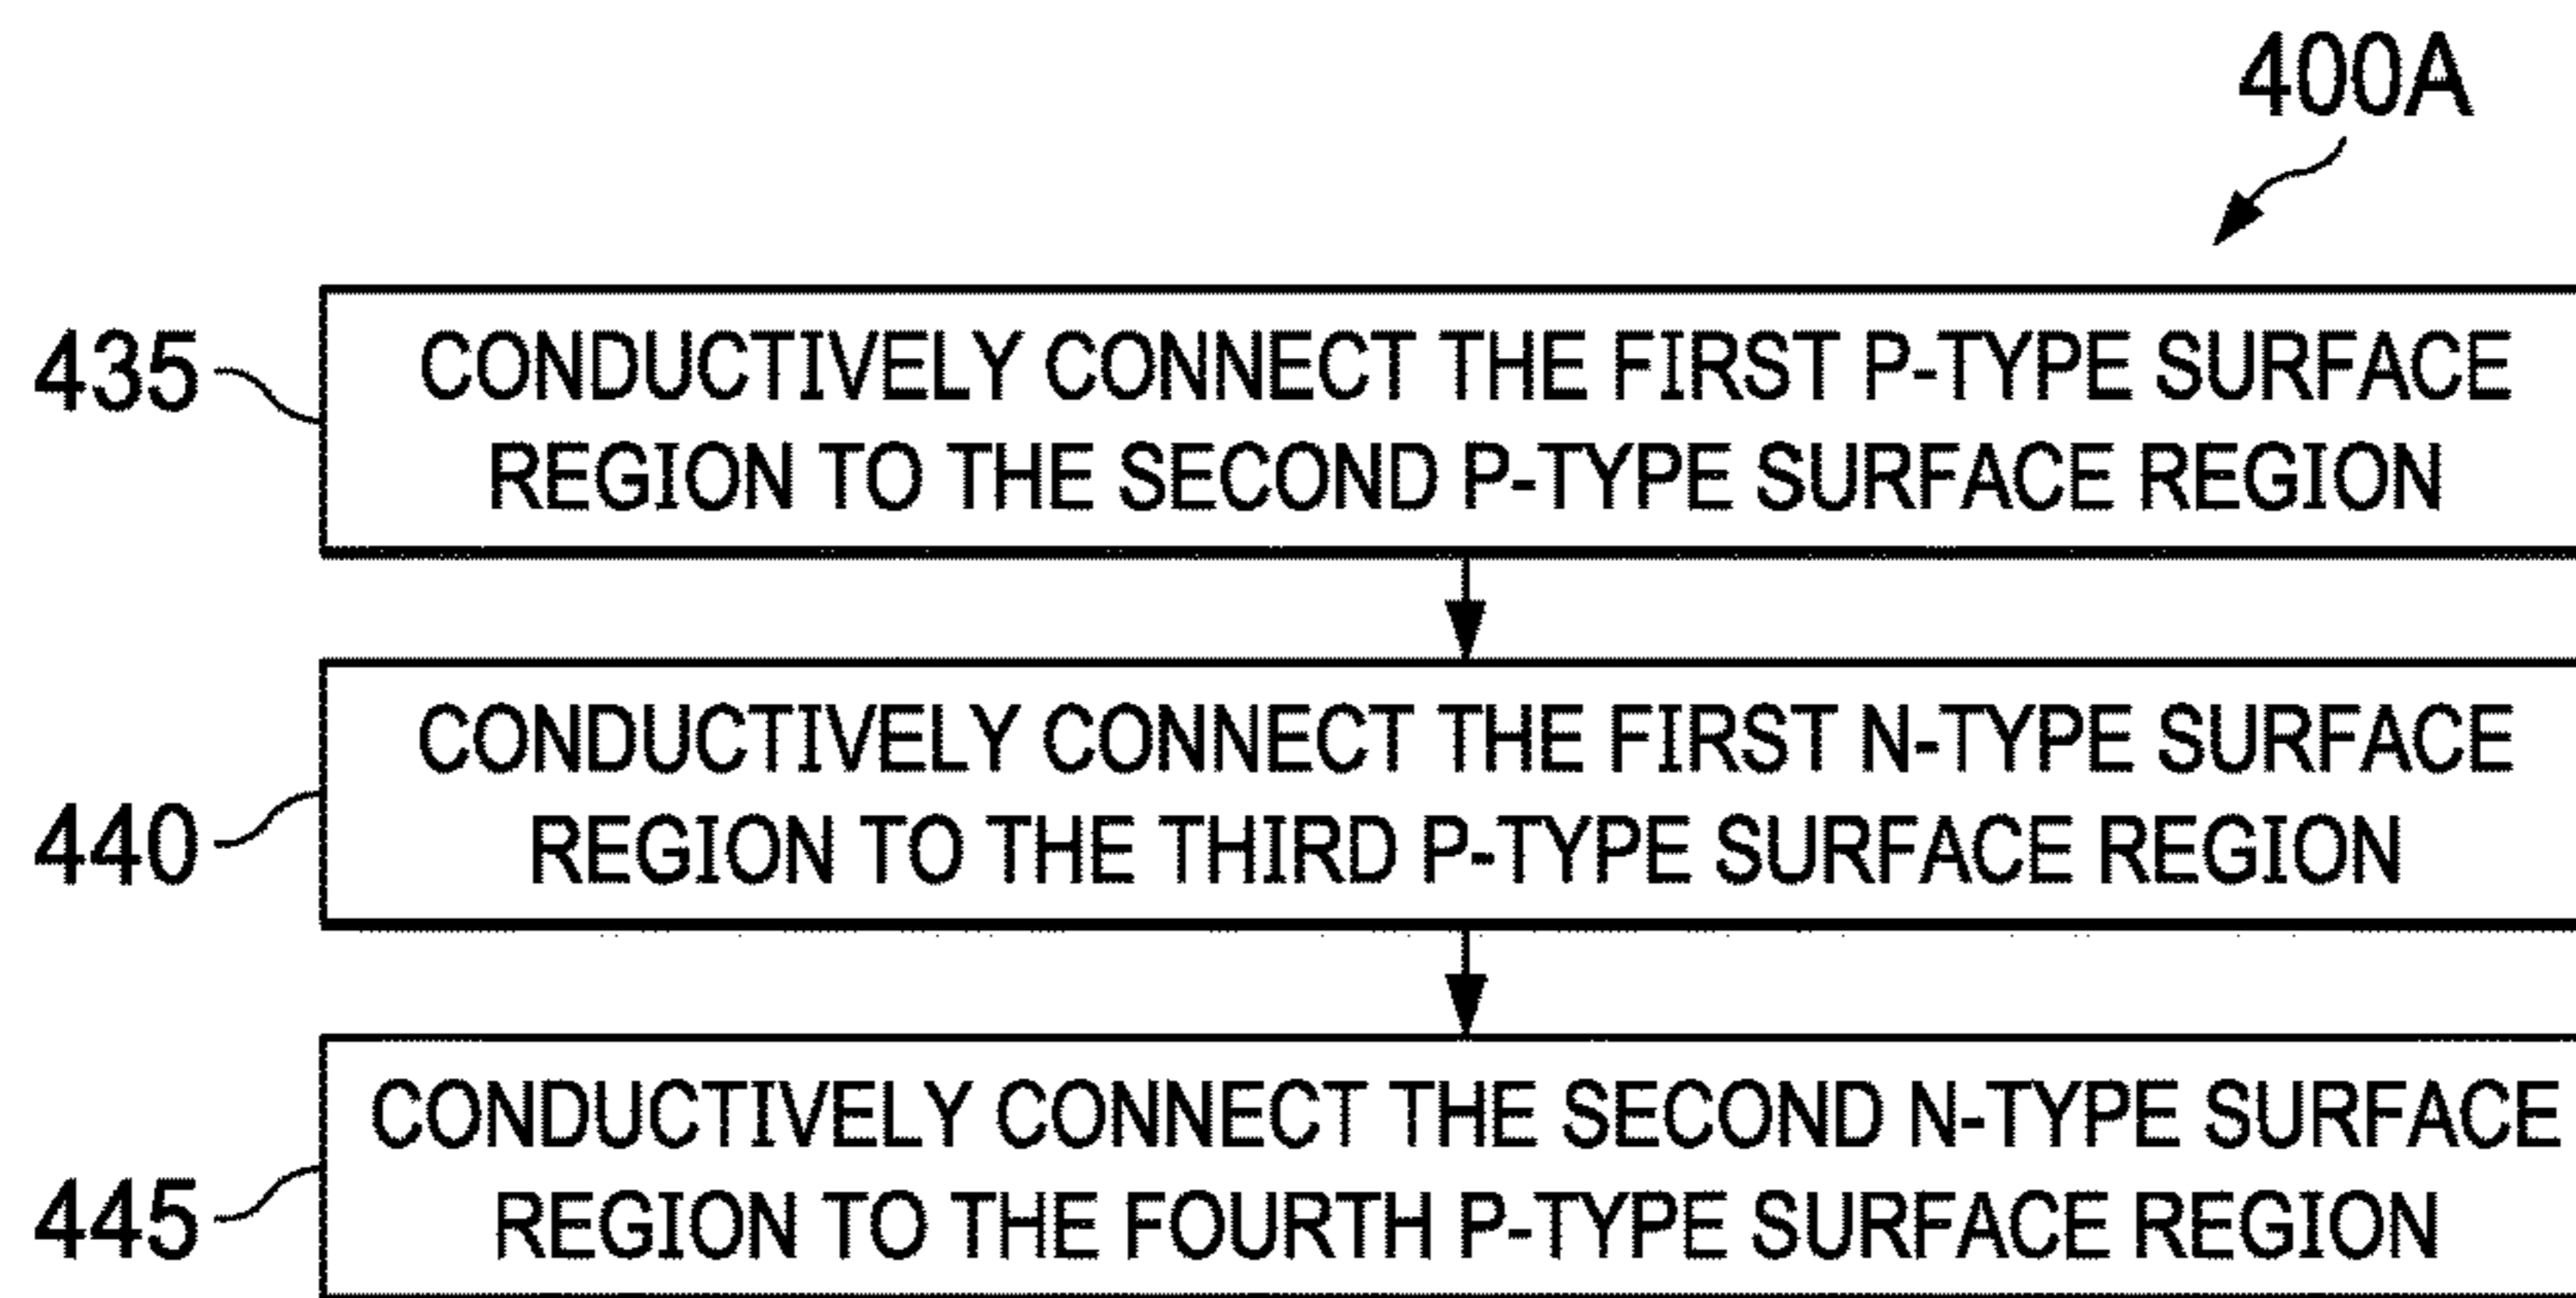 400A
435
CONDUCTIVELY CONNECT THE FIRST P-TYPE SURFACE
REGION TO THE SECOND P-TYPE SURFACE REGION
440
CONDUCTIVELY CONNECT THE FIRST N-TYPE SURFACE
REGION TO THE THIRD P-TYPE SURFACE REGION
445
CONDUCTIVELY CONNECT THE SECOND N-TYPE SURFACE
REGION TO THE FOURTH P-TYPE SURFACE REGION